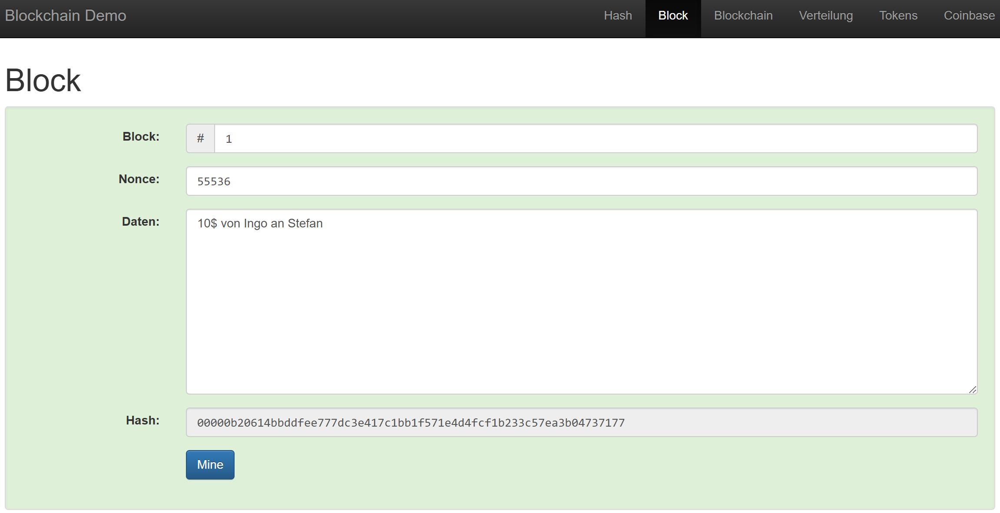 Blockchain Demo Hash Block Blockchain Verteilung Tokens Coinbase
Block
Block: # 1
Nonce: 55536
Daten: 10$ von Ingo an Stefan
Hash: 00000b20614bbddfee777dc3e417c1bb1f571e4d4fcf1b233c57ea3b04737177
Mine